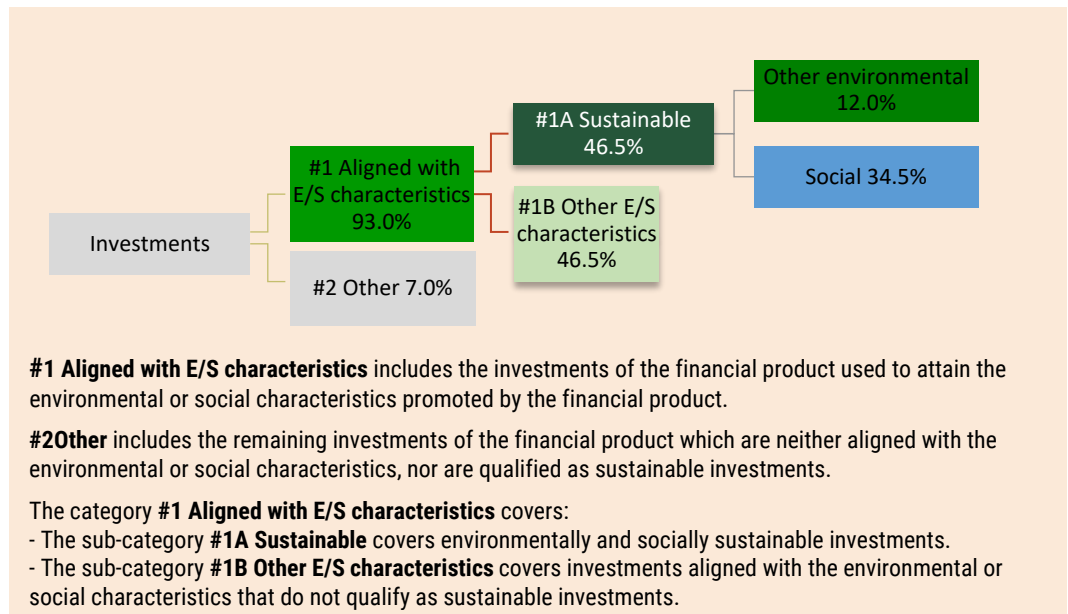 Other environmental
12.0%
#1A Sustainable
46.5%
#1 Aligned with
E/S characteristics
93.0%
Social 34.5%
#1B Other E/S
characteristics
46.5%
Investments
#2 Other 7.0%
#1 Aligned with E/S characteristics includes the investments of the financial product used to attain the
environmental or social characteristics promoted by the financial product.
#2Other includes the remaining investments of the financial product which are neither aligned with the
environmental or social characteristics, nor are qualified as sustainable investments.
The category #1 Aligned with E/S characteristics covers:
- The sub-category #1A Sustainable covers environmentally and socially sustainable investments.
- The sub-category #1B Other E/S characteristics covers investments aligned with the environmental or
social characteristics that do not qualify as sustainable investments.